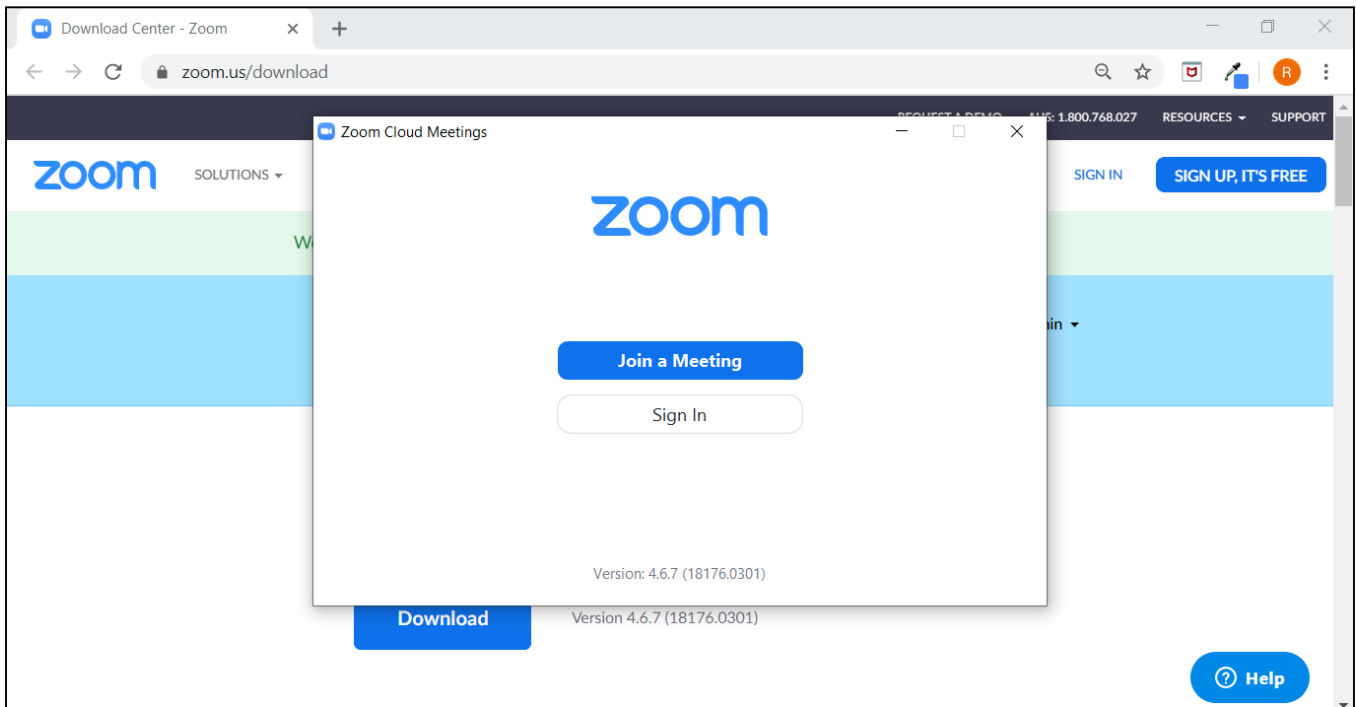 Download Center - Zoom
zoom.us/download
R
AUS: 1.800.768.027 RESOURCES SUPPORT
Zoom Cloud Meetings
zoom SOLUTIONS SIGN IN SIGN UP, IT'S FREE
zoom
Join a Meeting
Sign In
Version: 4.6.7 (18176.0301)
Download Version 4.6.7 (18176.0301)
? Help